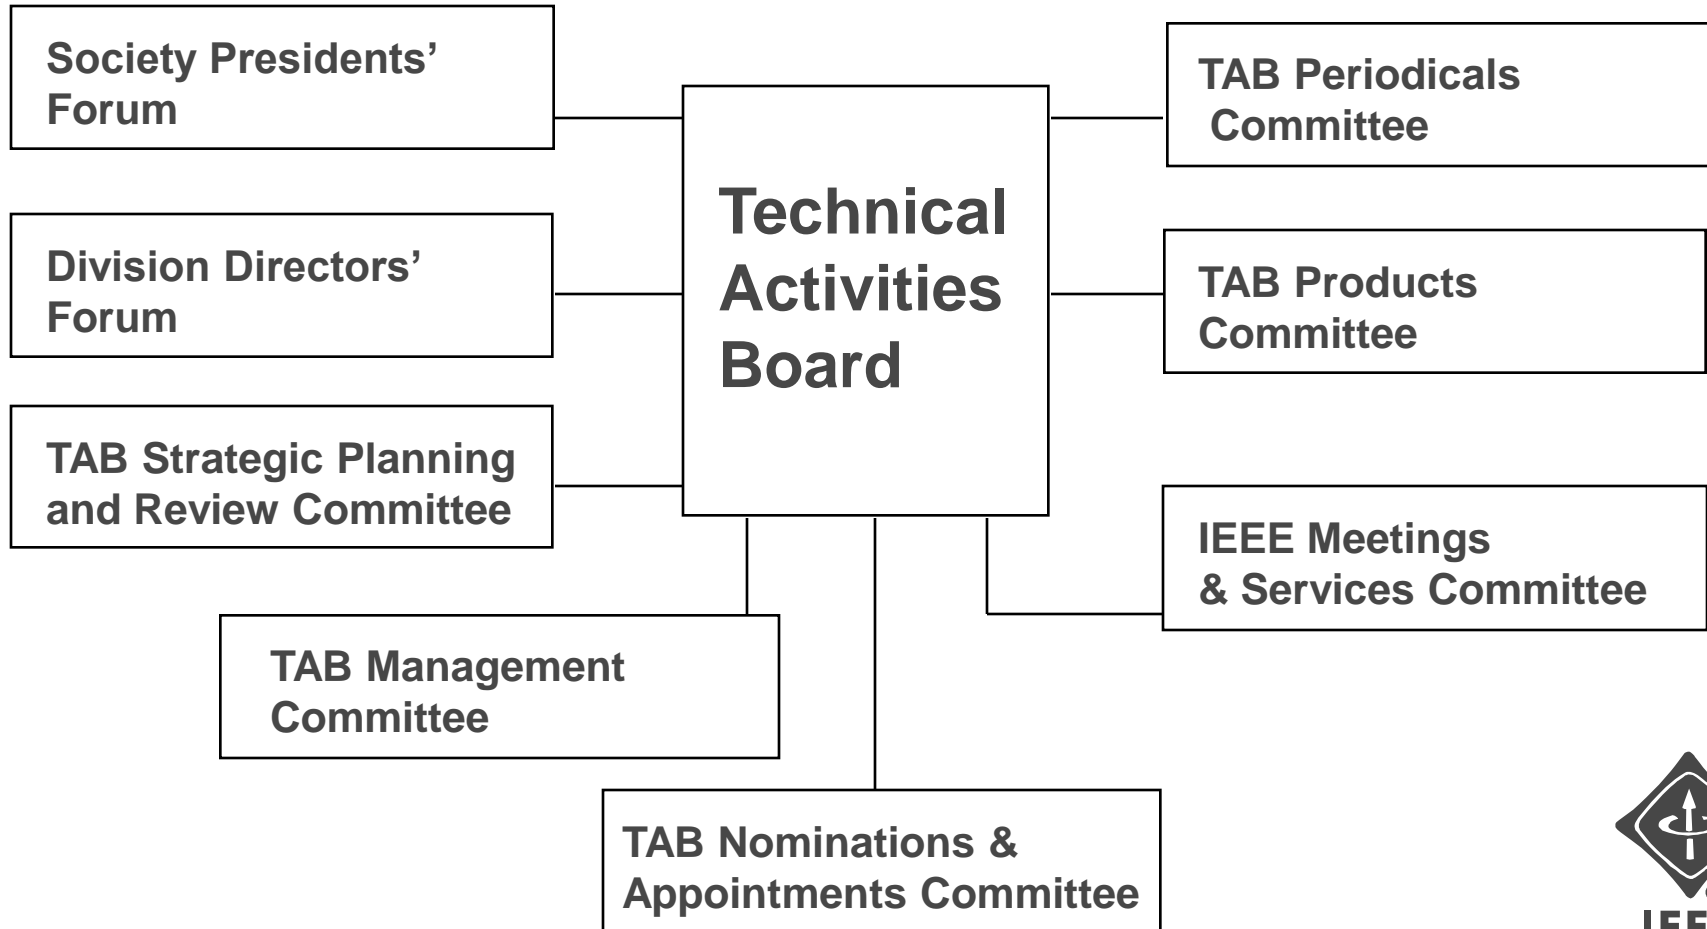 Society Presidents’
Forum
Division Directors’
Forum
TAB Strategic Planning
and Review Committee
Technical
Activities
Board
TAB Periodicals
Committee
TAB Products
Committee
IEEE Meetings
& Services Committee
TAB Management
Committee
TAB Nominations &
Appointments Committee